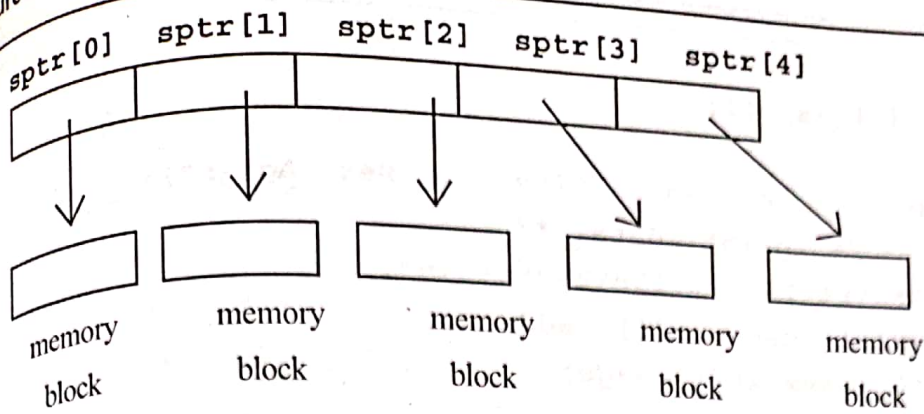 sptr[0] sptr[1] sptr[2] sptr[3] sptr[4]
memory memory memory memory memory
block block block block block